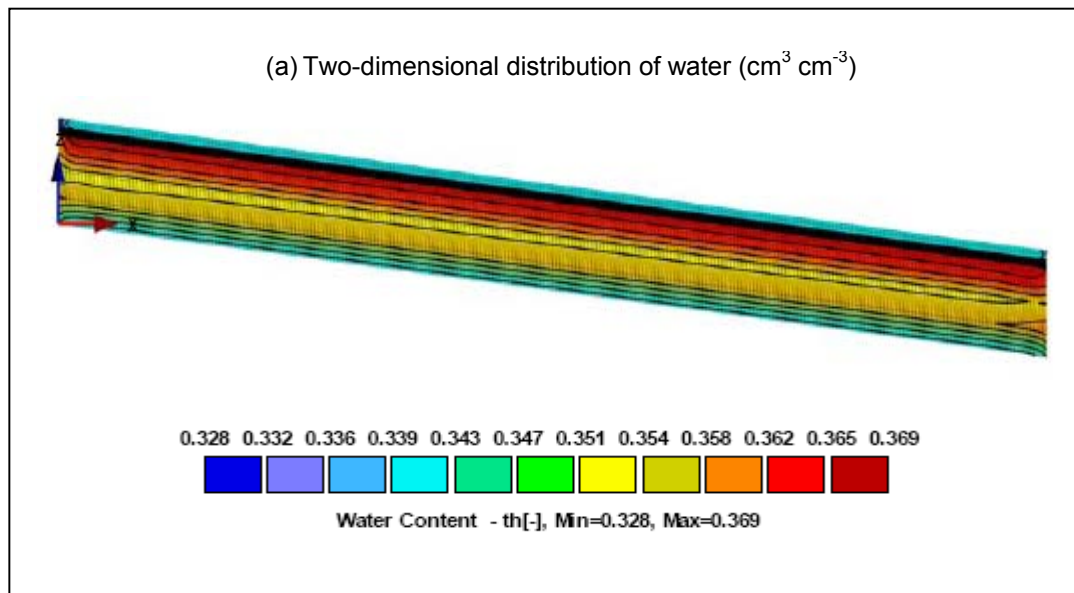 (a) Two-dimensional distribution of water (cm³ cm⁻³)
Z
X
0.328 0.332 0.336 0.339 0.343 0.347 0.351 0.354 0.358 0.362 0.365 0.369
Water Content - th[-], Min=0.328, Max=0.369